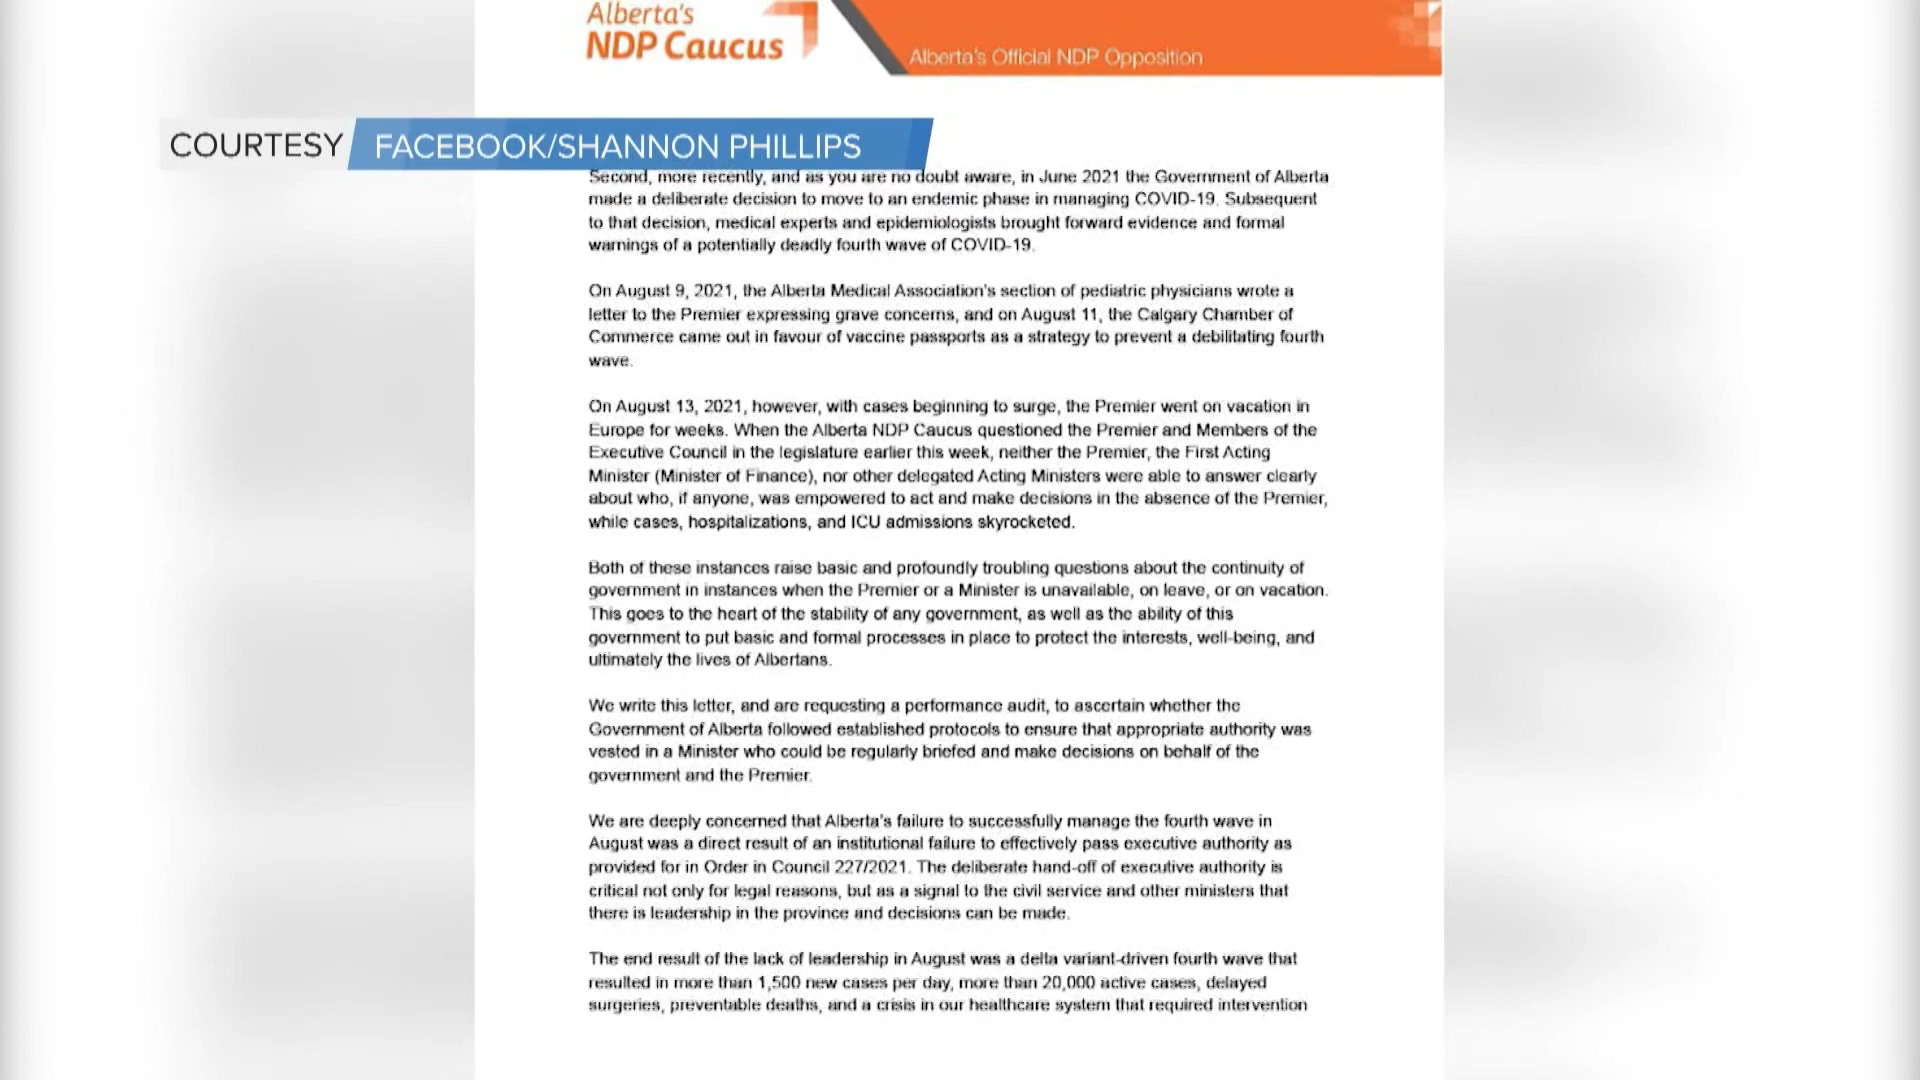 Alberta's
NDP Caucus
Alberta's Official NDP Opposition
COURTESY FACEBOOK/SHANNON PHILLIPS
Second, more recently, and as you are no doubt aware, in June 2021 the Government of Alberta
made a deliberate decision to move to an endemic phase in managing COVID-19. Subsequent
to that decision, medical experts and epidemiologists brought forward evidence and formal
warnings of a potentially deadly fourth wave of COVID-19.
On August 9, 2021, the Alberta Medical Association's section of pediatric physicians wrote a
letter to the Premier expressing grave concerns, and on August 11, the Calgary Chamber of
Commerce came out in favour of vaccine passports as a strategy to prevent a debilitating fourth
wave.
On August 13, 2021, however, with cases beginning to surge, the Premier went on vacation in
Europe for weeks. When the Alberta NDP Caucus questioned the Premier and Members of the
Executive Council in the legislature earlier this week, neither the Premier, the First Acting
Minister (Minister of Finance), nor other delegated Acting Ministers were able to answer clearly
about who, if anyone, was empowered to act and make decisions in the absence of the Premier,
while cases, hospitalizations, and ICU admissions skyrocketed.
Both of these instances raise basic and profoundly troubling questions about the continuity of
government in instances when the Premier or a Minister is unavailable, on leave, or on vacation.
This goes to the heart of the stability of any government, as well as the ability of this
government to put basic and formal processes in place to protect the interests, well-being, and
ultimately the lives of Albertans.
We write this letter, and are requesting a performance audit, to ascertain whether the
Government of Alberta followed established protocols to ensure that appropriate authority was
vested in a Minister who could be regularly briefed and make decisions on behalf of the
government and the Premier.
We are deeply concerned that Alberta's failure to successfully manage the fourth wave in
August was a direct result of an institutional failure to effectively pass executive authority as
provided for in Order in Council 227/2021. The deliberate hand-off of executive authority is
critical not only for legal reasons, but as a signal to the civil service and other ministers that
there is leadership in the province and decisions can be made.
The end result of the lack of leadership in August was a delta variant-driven fourth wave that
resulted in more than 1,500 new cases per day, more than 20,000 active cases, delayed
surgeries, preventable deaths, and a crisis in our healthcare system that required intervention